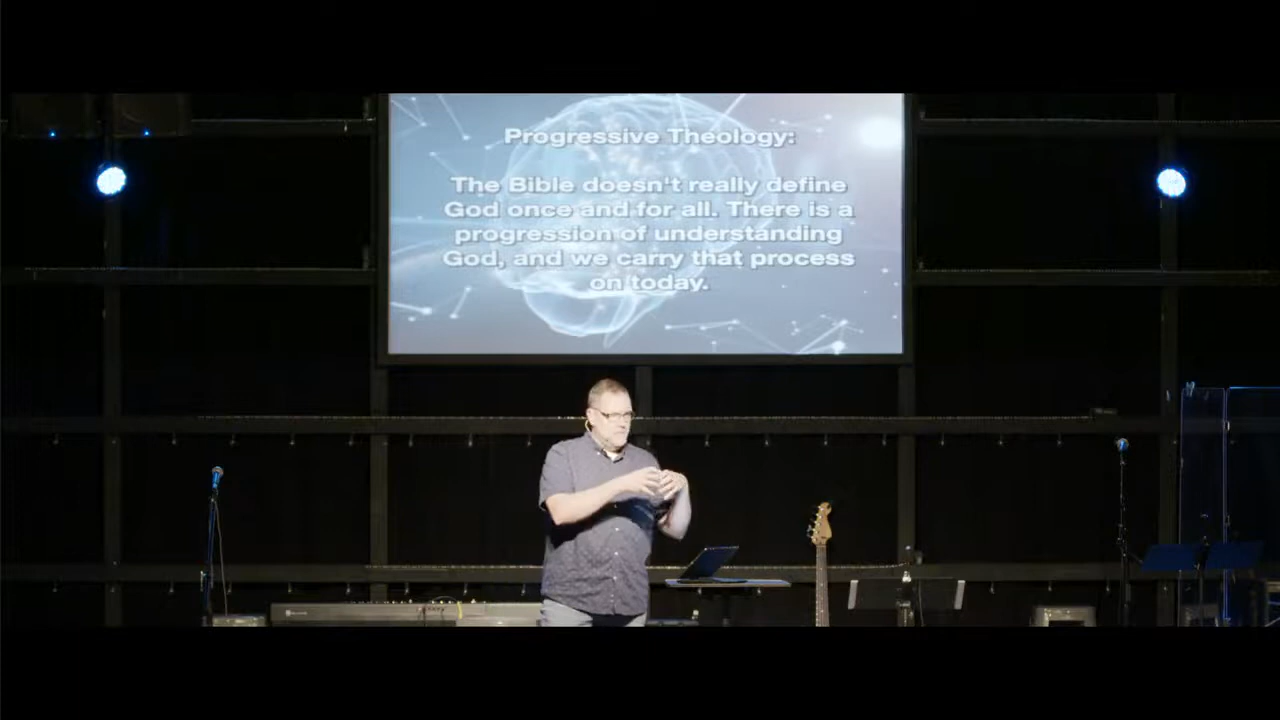 Progressive Theology:
The Bible doesn't really define
God once and for all. There is a
progression of understanding
God, and we carry that process
on today.